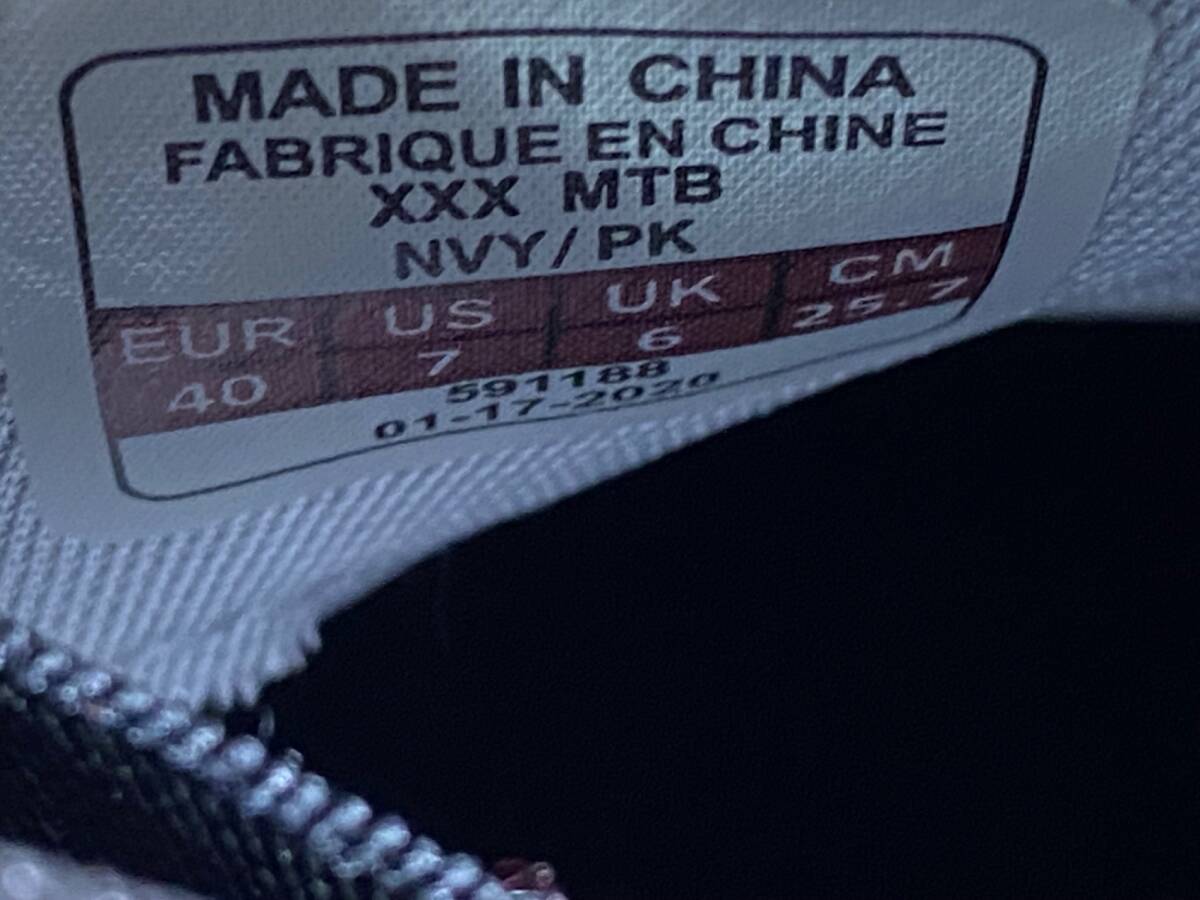 MADE IN CHINA
FABRIQUE EN CHINE
XXX MTB
NVY/PK
EUR US UK CM
40 7 6 25.7
591188
01-17-2020